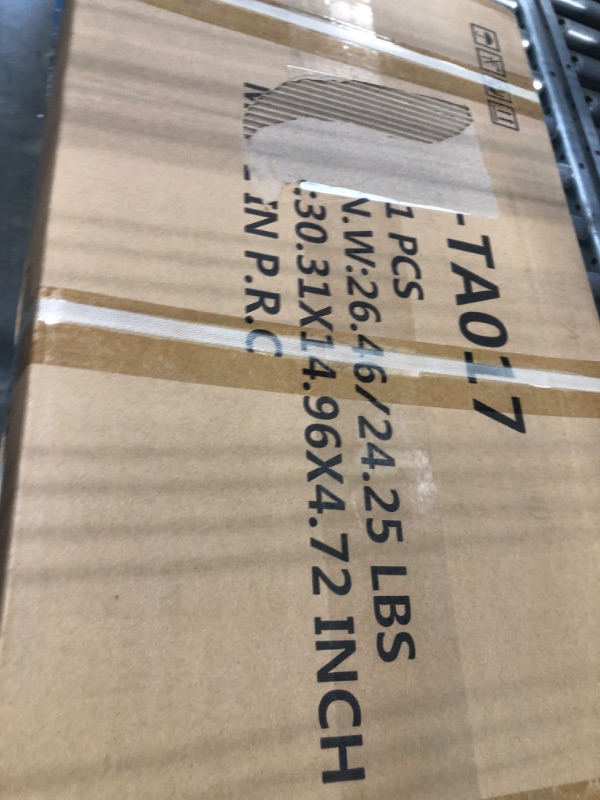 -TA017
1 PCS
N.W:26.46/24.25 LBS
:30.31X14.96X4.72 INCH
IN P.R.C